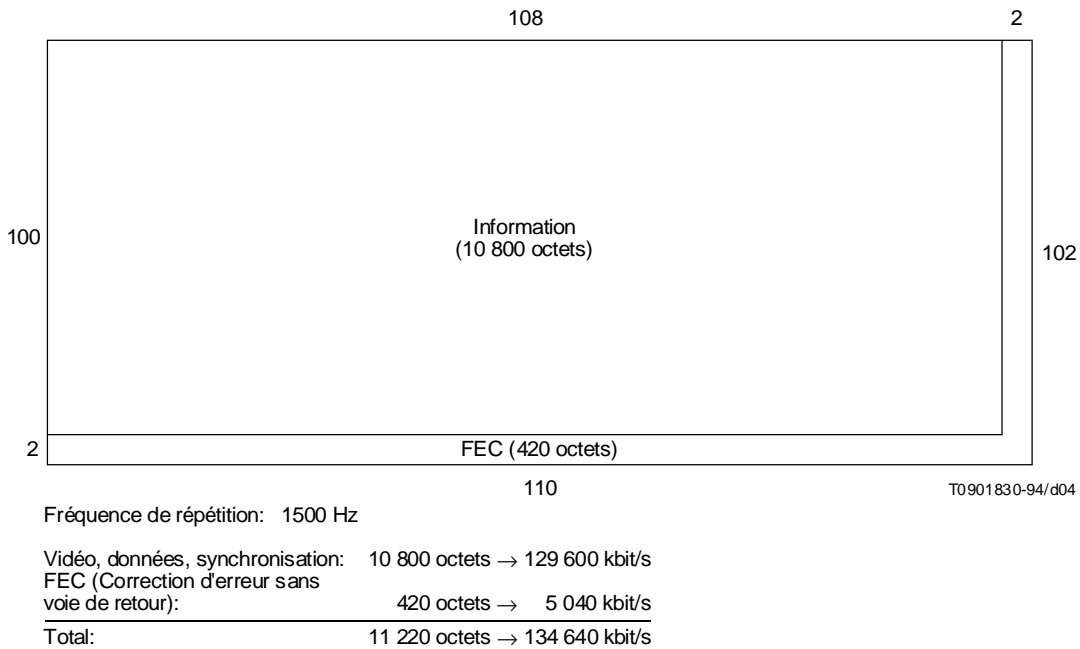 108 2
Information
(10 800 octets)
100
102
2
FEC (420 octets)
110
T0901830-94/d04
Fréquence de répétition: 1500 Hz
Vidéo, données, synchronisation: 10 800 octets → 129 600 kbit/s
FEC (Correction d'erreur sans
voie de retour): 420 octets → 5 040 kbit/s
Total: 11 220 octets → 134 640 kbit/s